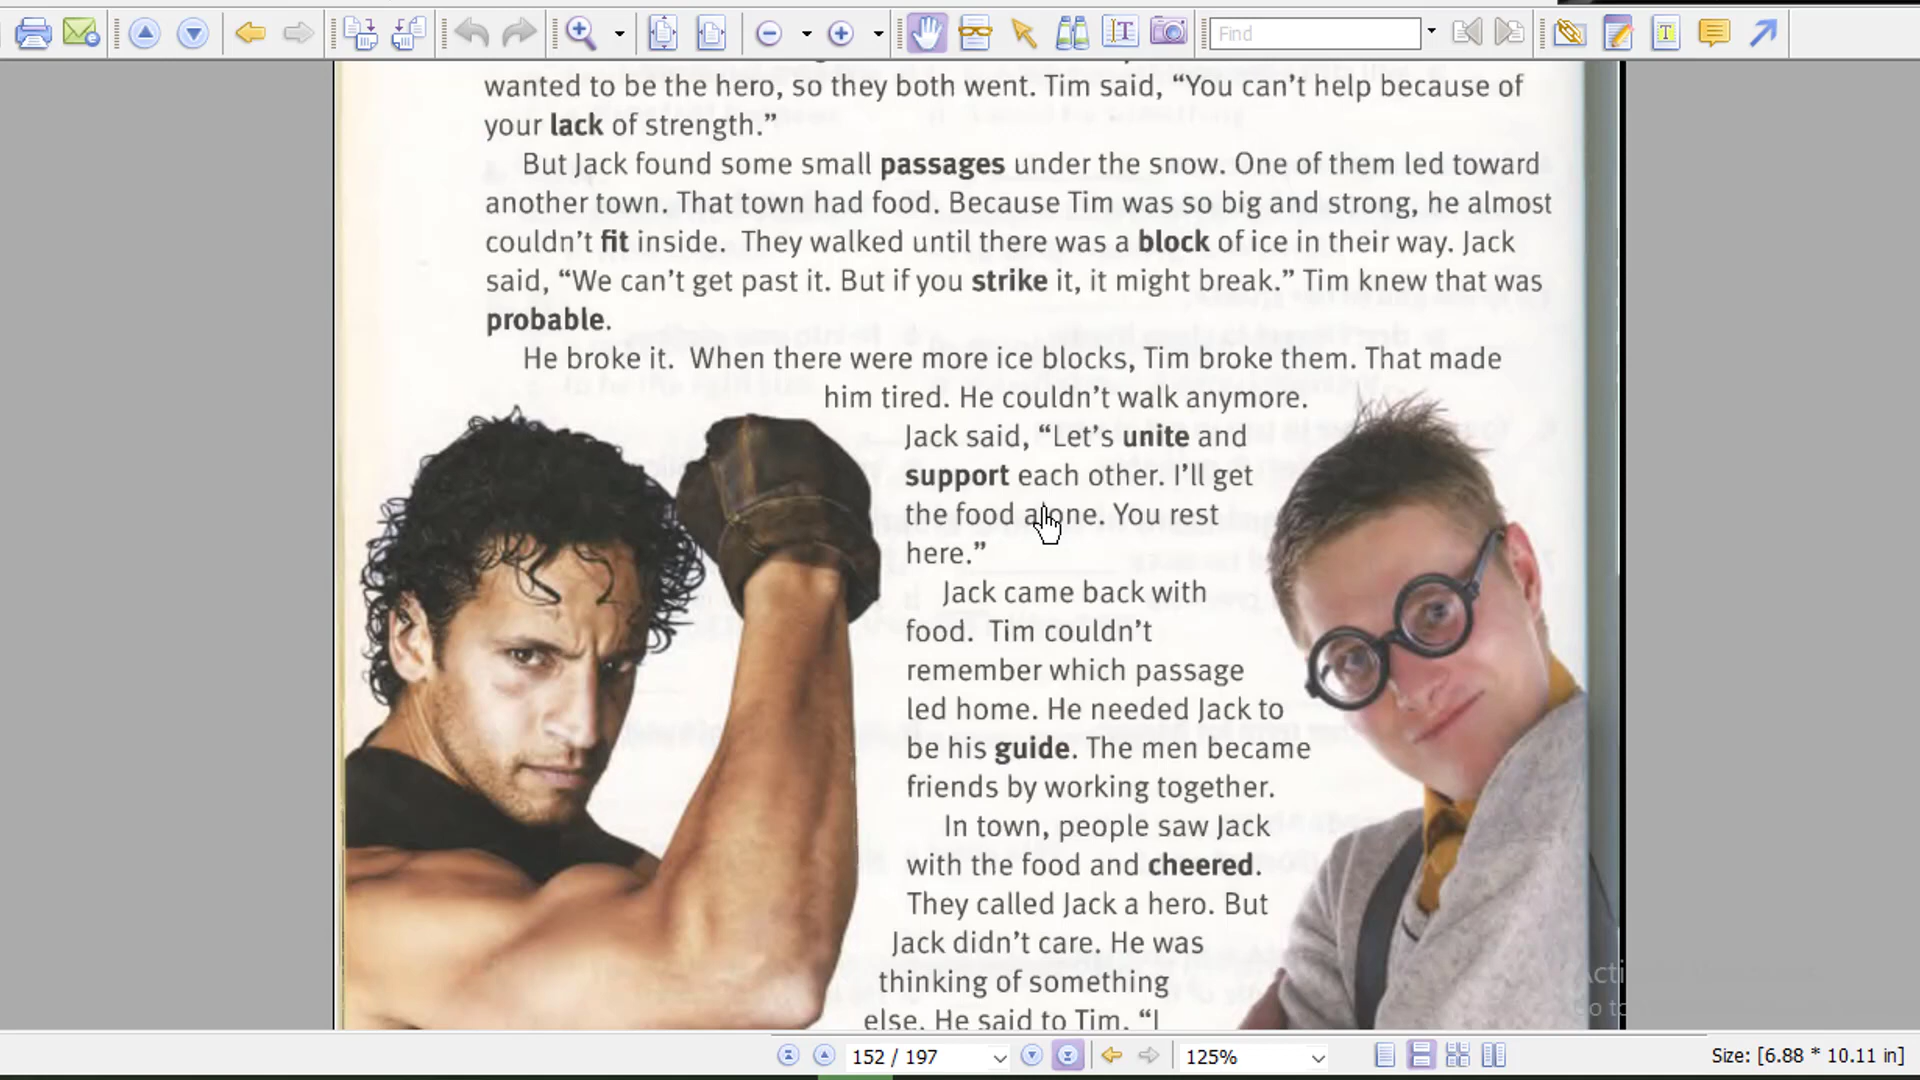 Find
wanted to be the hero, so they both went. Tim said, “You can’t help because of
your lack of strength.”
But Jack found some small passages under the snow. One of them led toward
another town. That town had food. Because Tim was so big and strong, he almost
couldn’t fit inside. They walked until there was a block of ice in their way. Jack
said, “We can’t get past it. But if you strike it, it might break.” Tim knew that was
probable.
He broke it. When there were more ice blocks, Tim broke them. That made
him tired. He couldn’t walk anymore.
Jack said, “Let’s unite and
support each other. I’ll get
the food alone. You rest
here.”
Jack came back with
food. Tim couldn’t
remember which passage
led home. He needed Jack to
be his guide. The men became
friends by working together.
In town, people saw Jack
with the food and cheered.
They called Jack a hero. But
Jack didn’t care. He was
thinking of something
else. He said to Tim, “I
152 / 197
125%
Size: [6.88 * 10.11 in]